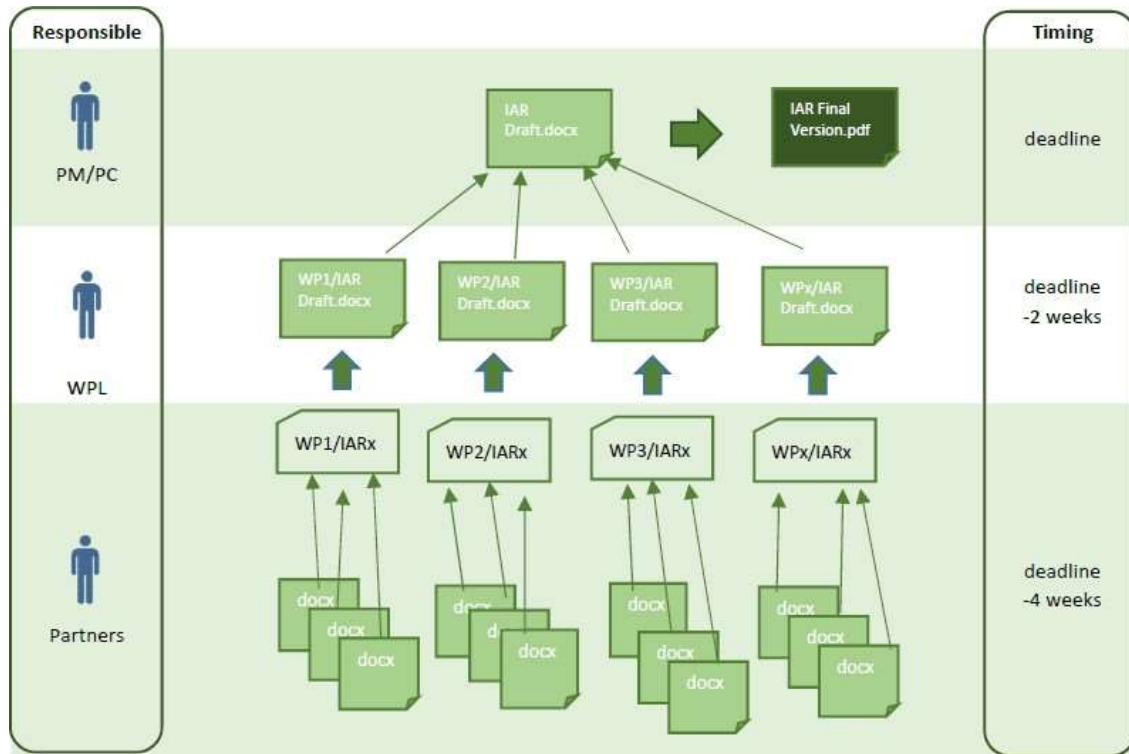 Responsible
Timing
IAR
Draft.docx
IAR Final
Version.pdf
PM/PC
deadline
WP1/IAR
Draft.docx
WP2/IAR
Draft.docx
WP3/IAR
Draft.docx
WPx/IAR
Draft.docx
WPL
deadline
-2 weeks
WP1/IARx
WP2/IARx
WP3/IARx
WPx/IARx
Partners
deadline
-4 weeks
docx
docx
docx
docx
docx
docx
docx
docx
docx
docx
docx